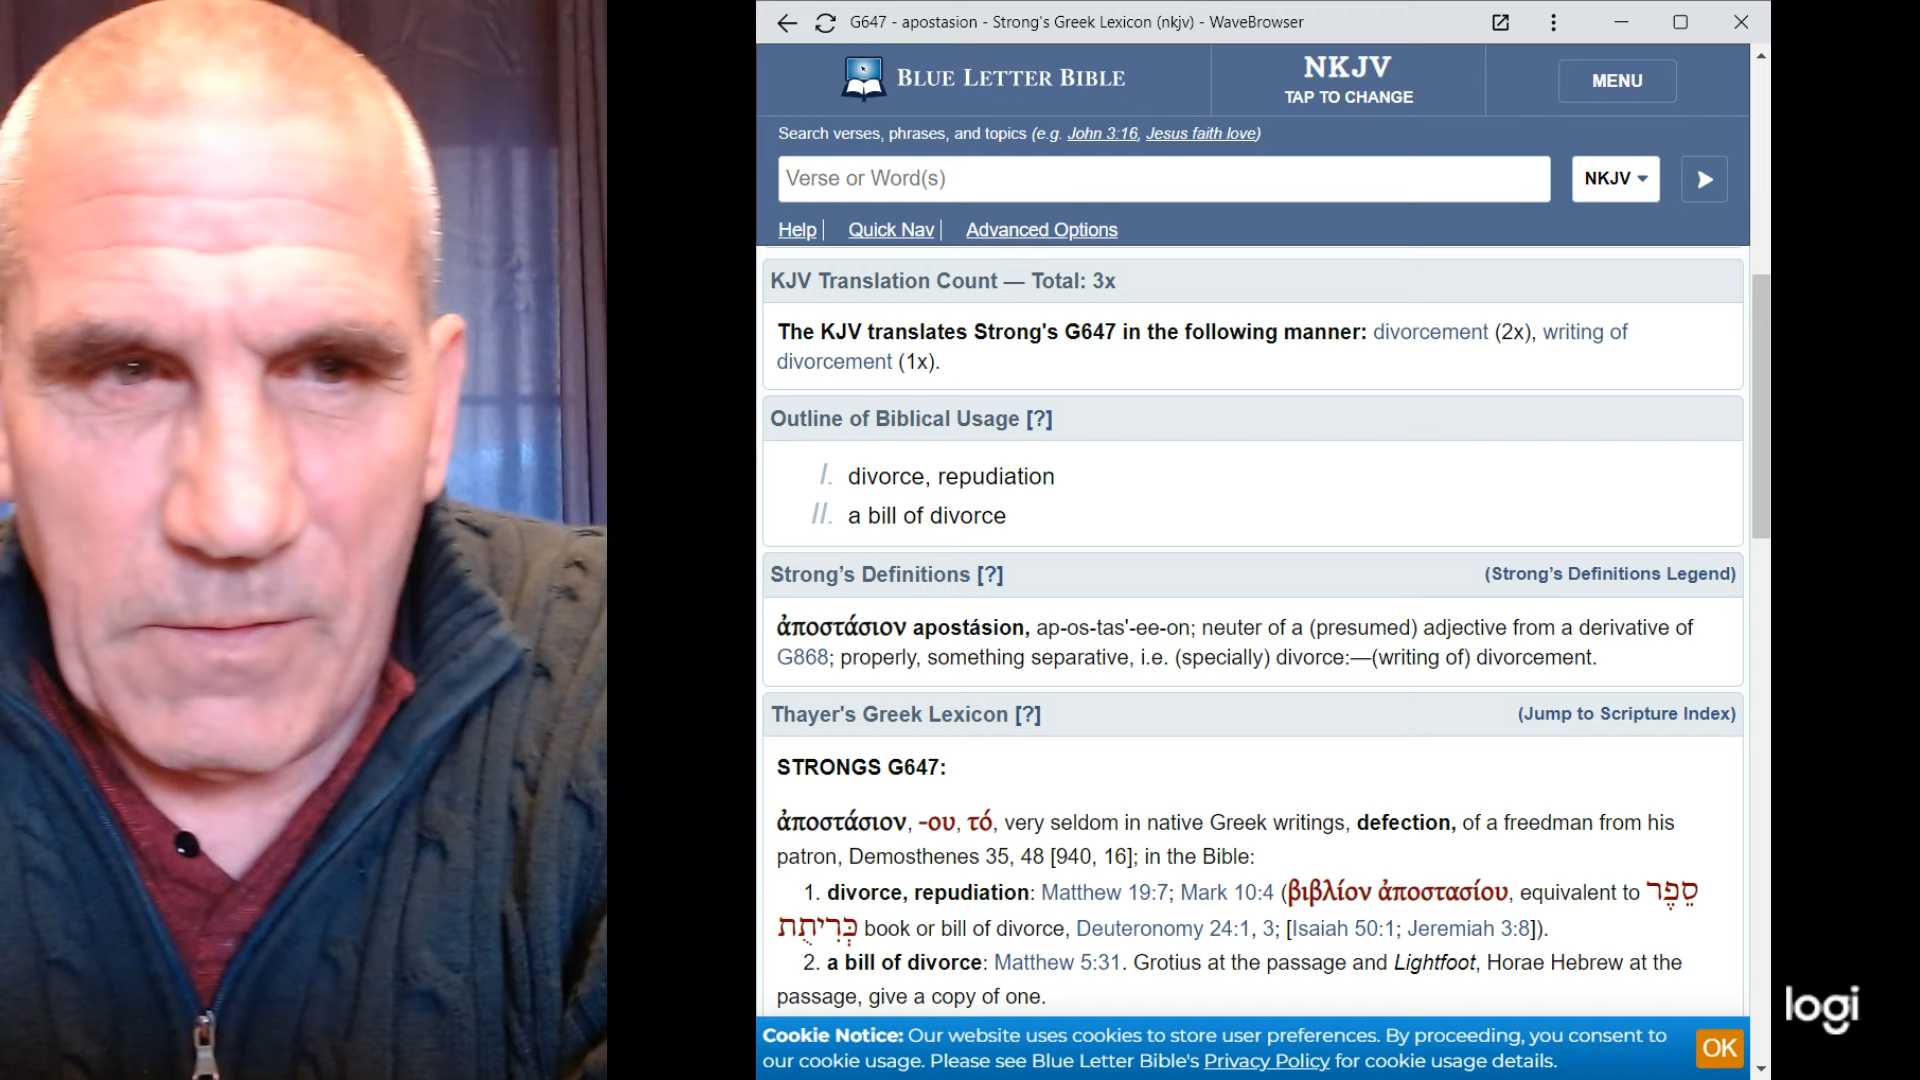 G647 - apostasion - Strong's Greek Lexicon (nkjv) - WaveBrowser
BLUE LETTER BIBLE
NKJV
TAP TO CHANGE
MENU
Search verses, phrases, and topics (e.g. John 3:16, Jesus faith love)
Verse or Word(s)
NKJV
Help| Quick Nav| Advanced Options
KJV Translation Count — Total: 3x
The KJV translates Strong's G647 in the following manner: divorcement (2x), writing of
divorcement (1x).
Outline of Biblical Usage [?]
I. divorce, repudiation
II. a bill of divorce
Strong’s Definitions [?]
(Strong’s Definitions Legend)
ἀποστάσιον apostásion, ap-os-tas'-ee-on; neuter of a (presumed) adjective from a derivative of
G868; properly, something separative, i.e. (specially) divorce:—(writing of) divorcement.
Thayer's Greek Lexicon [?]
(Jump to Scripture Index)
STRONGS G647:
ἀποστάσιον, -ου, τό, very seldom in native Greek writings, defection, of a freedman from his
patron, Demosthenes 35, 48 [940, 16]; in the Bible:
1. divorce, repudiation: Matthew 19:7; Mark 10:4 (βιβλίον ἀποστασίου, equivalent to סֵפֶר
כְּרִיתֻת book or bill of divorce, Deuteronomy 24:1, 3; [Isaiah 50:1; Jeremiah 3:8]).
2. a bill of divorce: Matthew 5:31. Grotius at the passage and Lightfoot, Horae Hebrew at the
passage, give a copy of one.
Cookie Notice: Our website uses cookies to store user preferences. By proceeding, you consent to
our cookie usage. Please see Blue Letter Bible's Privacy Policy for cookie usage details.
OK
logi